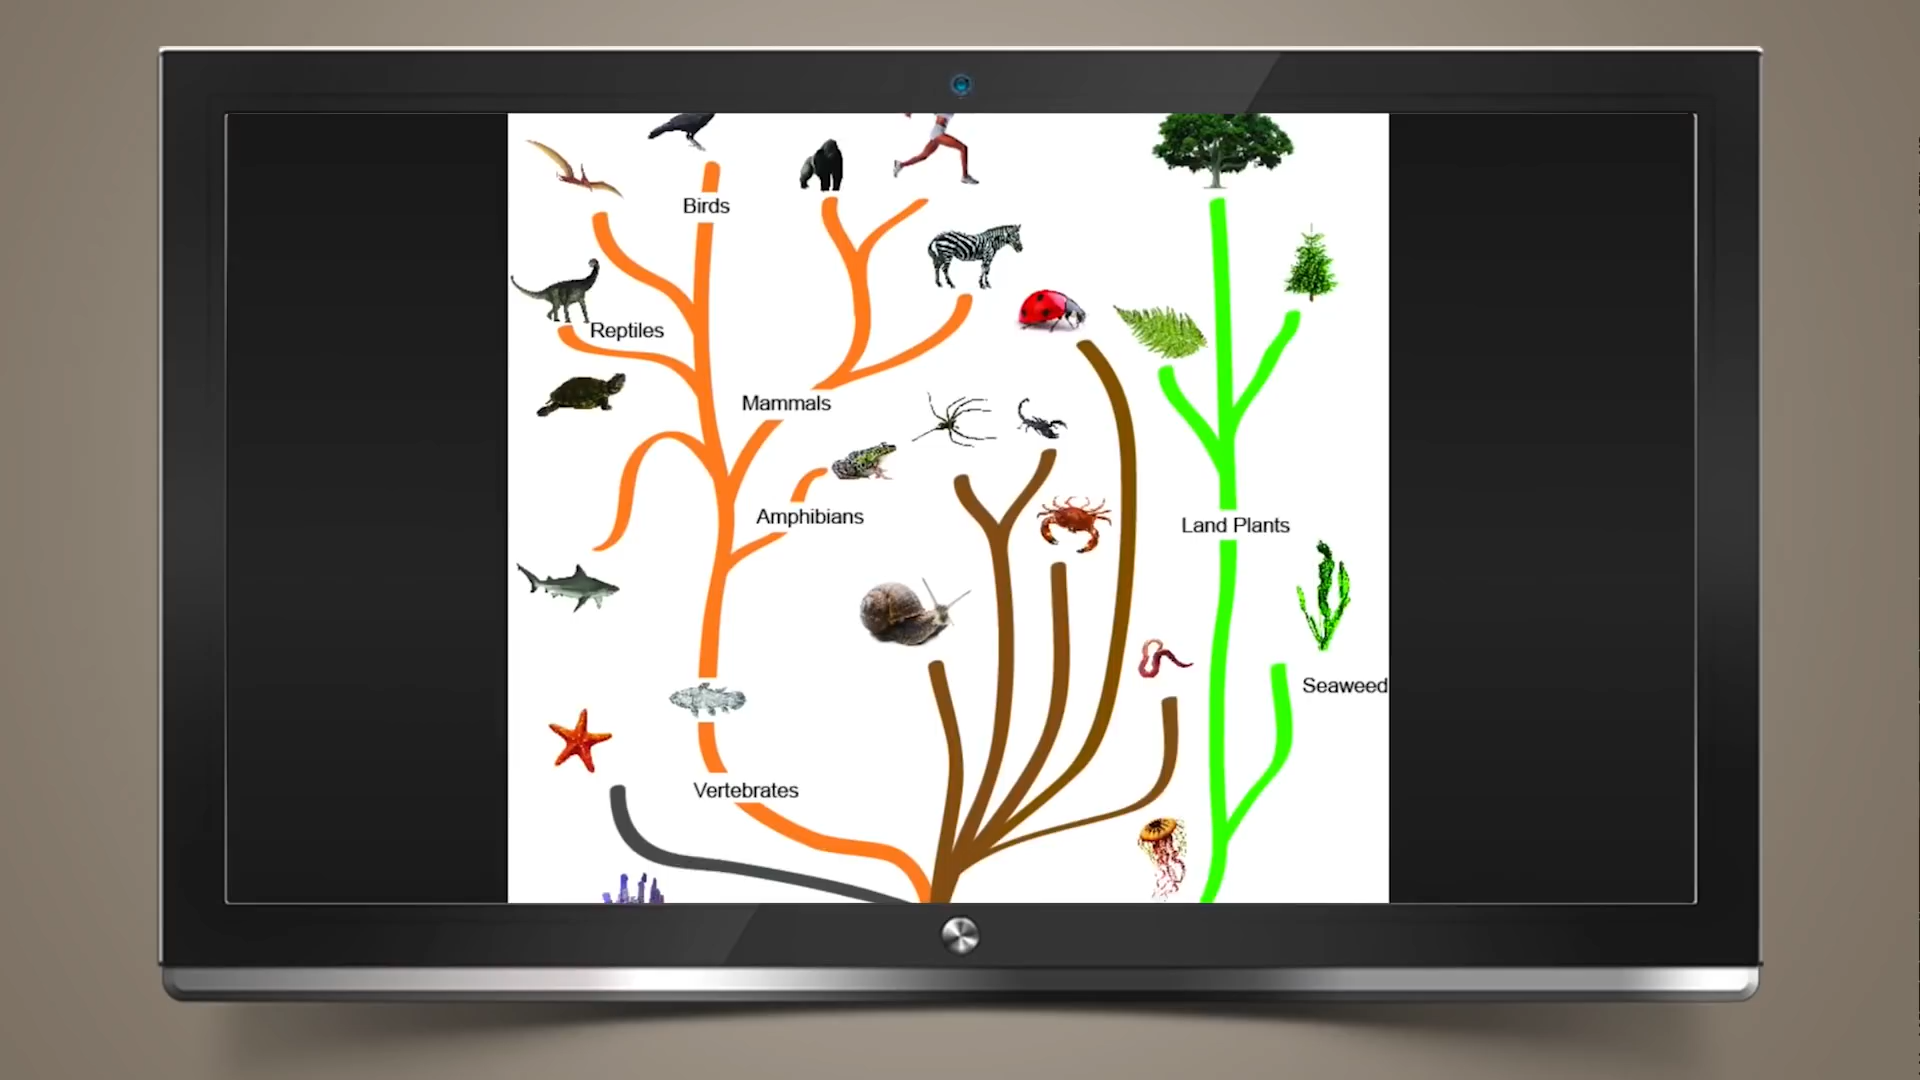 Birds
Reptiles
Mammals
Amphibians
Land Plants
Seaweed
Vertebrates